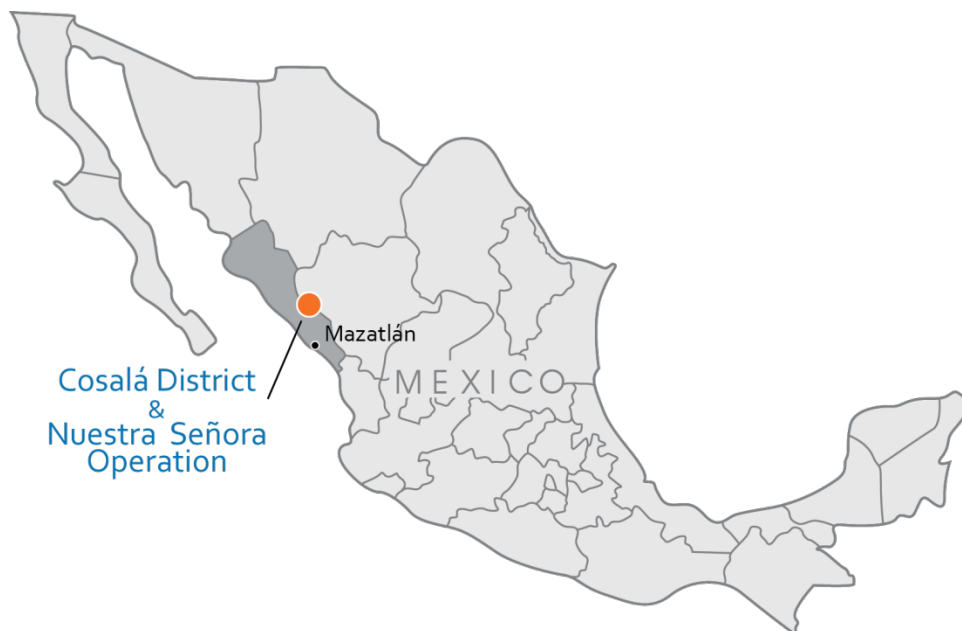 Mazatlán
MEXICO
Cosalá District
&
Nuestra Señora
Operation